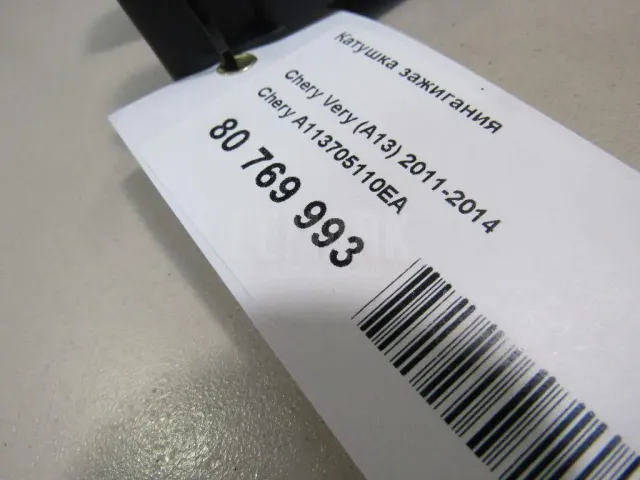 Катушка зажигания
Chery Very (A13) 2011-2014
Chery A113705110EA
80 769 993